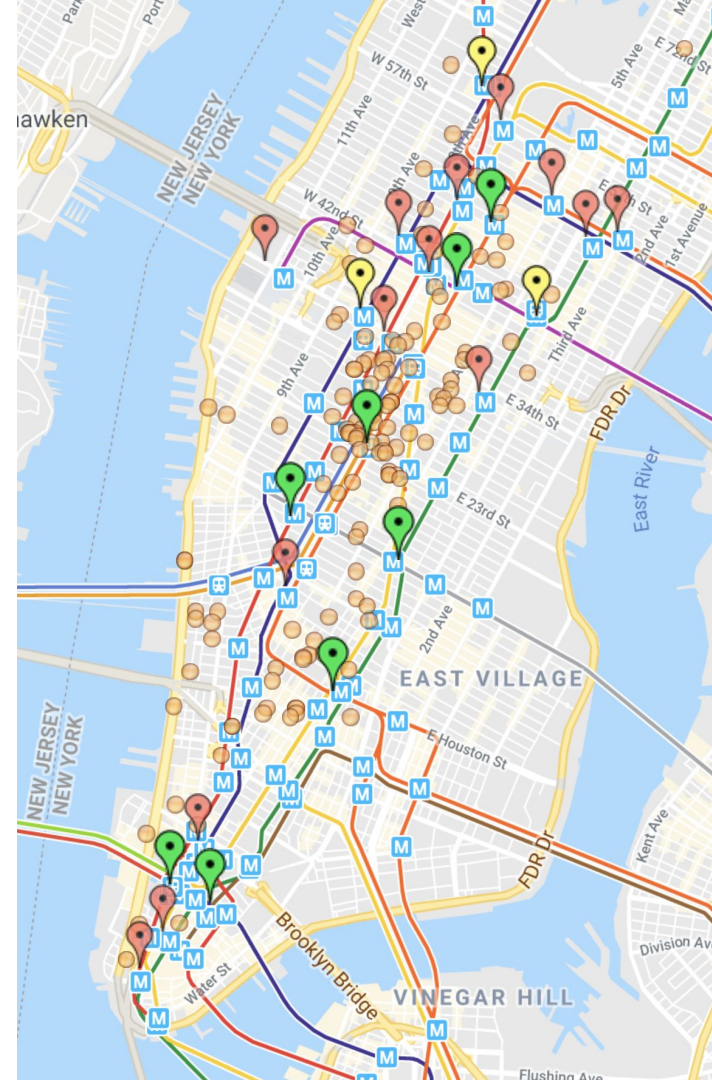 West
Ma
E 72nd St
5th Ave
W 57th St
awken
NEW JERSEY
NEW YORK
11th Ave
W 42nd St
10th Ave
2nd Ave
1st Avenue
9th Ave
Third Ave
E 34th St
FDR Dr
East River
E 23rd St
2nd Ave
EAST VILLAGE
NEW JERSEY
NEW YORK
E Houston St
Kent Ave
FDR Dr
Brooklyn Bridge
Division Av
Water St
VINEGAR HILL
Flushing Ave